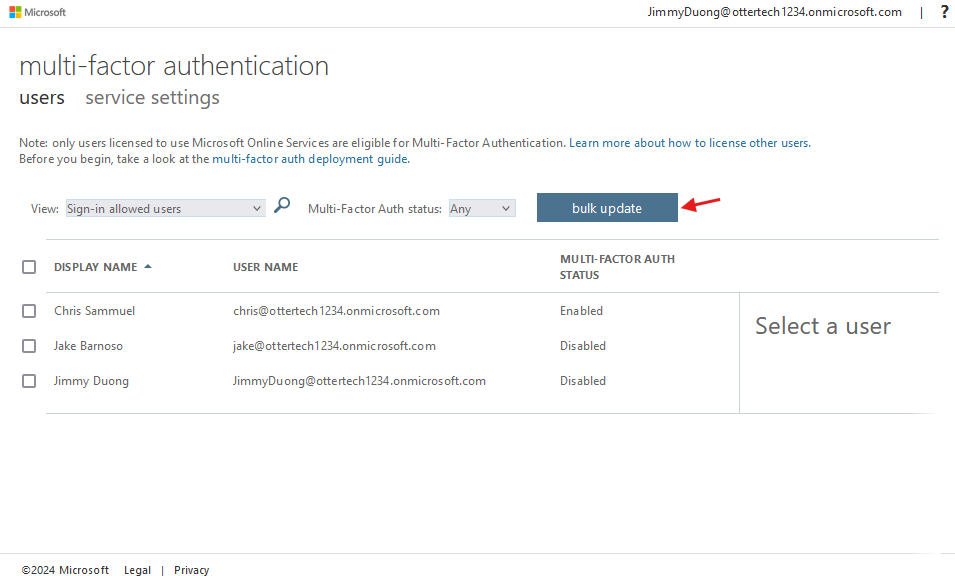 Microsoft
JimmyDuong@ottertech1234.onmicrosoft.com | ?
multi-factor authentication
users service settings
Note: only users licensed to use Microsoft Online Services are eligible for Multi-Factor Authentication. Learn more about how to license other users.
Before you begin, take a look at the multi-factor auth deployment guide.
View: Sign-in allowed users Multi-Factor Auth status: Any bulk update
DISPLAY NAME USER NAME MULTI-FACTOR AUTH
STATUS
Chris Sammuel chris@ottertech1234.onmicrosoft.com Enabled
Select a user
Jake Barnoso jake@ottertech1234.onmicrosoft.com Disabled
Jimmy Duong JimmyDuong@ottertech1234.onmicrosoft.com Disabled
©2024 Microsoft Legal | Privacy